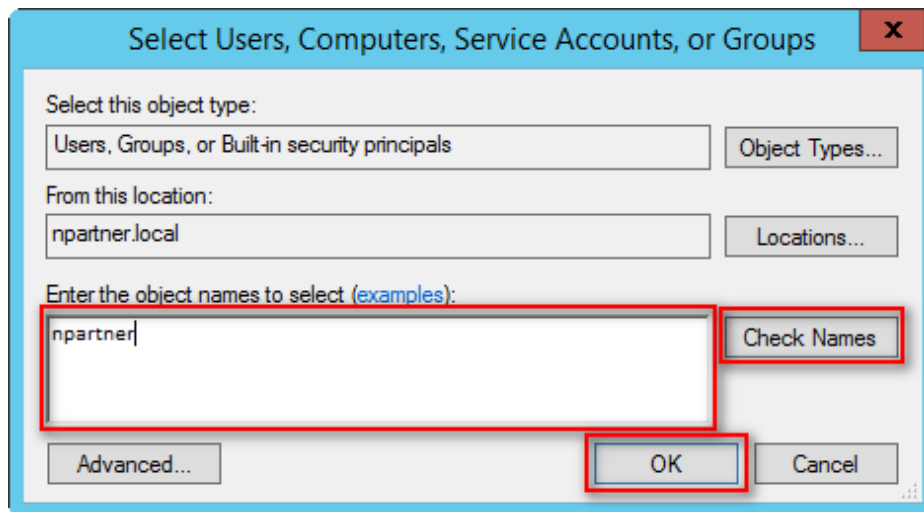 Select Users, Computers, Service Accounts, or Groups
x
Select this object type:
Users, Groups, or Built-in security principals
Object Types...
From this location:
npartner.local
Locations...
Enter the object names to select (examples):
npartner
Check Names
Advanced...
OK
Cancel